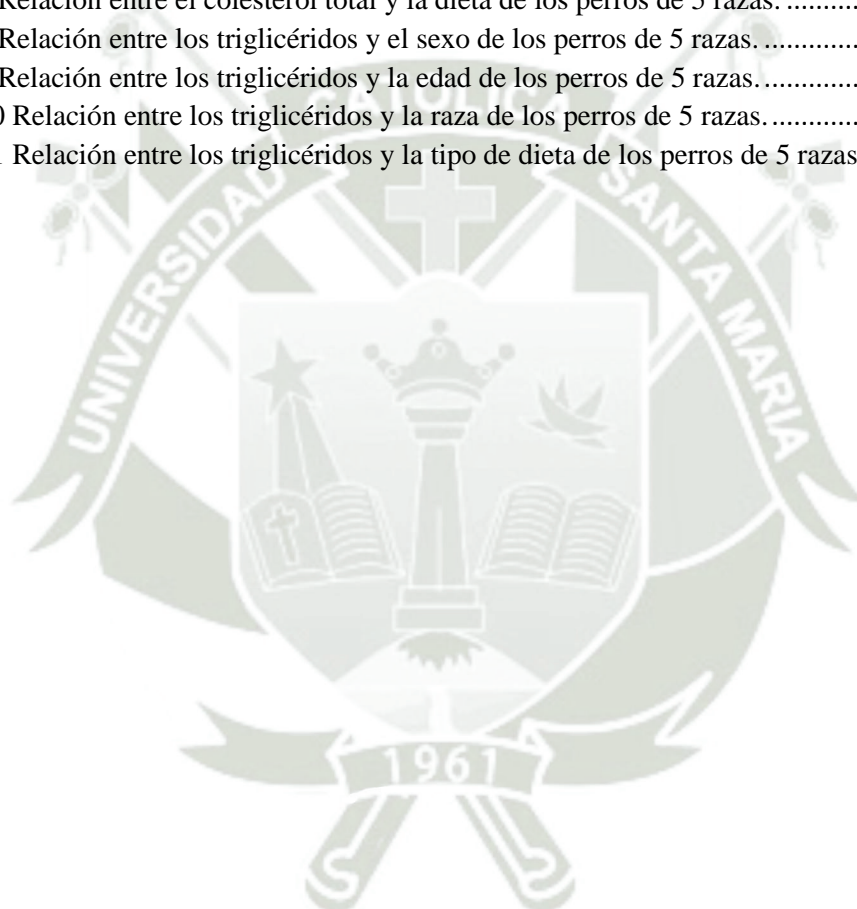 Relación entre el colesterol total y la dieta de los perros de 5 razas. ..........
Relación entre los triglicéridos y el sexo de los perros de 5 razas. .............
Relación entre los triglicéridos y la edad de los perros de 5 razas. .............
0 Relación entre los triglicéridos y la raza de los perros de 5 razas. ............
1 Relación entre los triglicéridos y la tipo de dieta de los perros de 5 razas
UNIVERSIDAD CATOLICA SANTA MARIA
1961